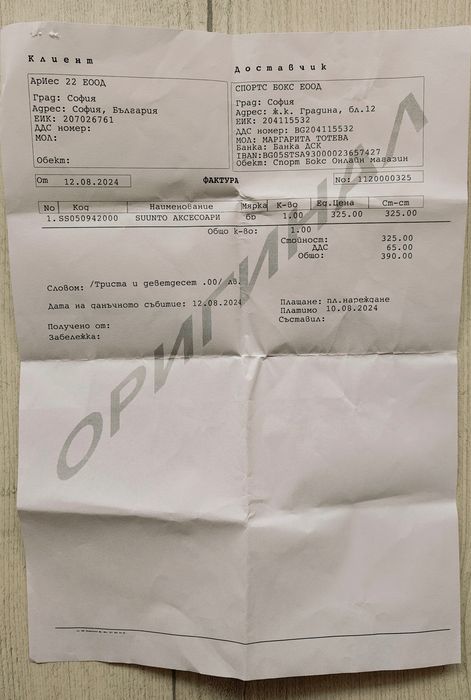 Клиент
Доставчик
АрИес 22 ЕООД
Град: София
Адрес: София, България
ЕИК: 207026761
ДДС номер:
МОЛ:
Обект:
СПОРТС БОКС ЕООД
Град: София
Адрес: ж.к. Градина, бл.12
ЕИК: 204115532
ДДС номер: BG204115532
МОЛ: МАРГАРИТА ТОТЕВА
Банка: Банка ДСК
IBAN:BG05STSA93000023657427
Обект: Спорт Бокс Онлайн магазин
От 12.08.2024 ФАКТУРА No: 1120000325
No Код Наименование Мярка К-во Ед.Цена Ст-ст
1. SS050942000 SUUNTO АКСЕСОАРИ бр 1.00 325.00 325.00
Общо к-во: 1.00
Стойност: 325.00
ДДС 65.00
Общо: 390.00
Словом: /Триста и деветдесет .00/ лв.
Дата на данъчното събитие: 12.08.2024 Плащане: пл.нареждане
Платимо 10.08.2024
Получено от: Съставил:
Забележка:
ОРИГИНАЛ